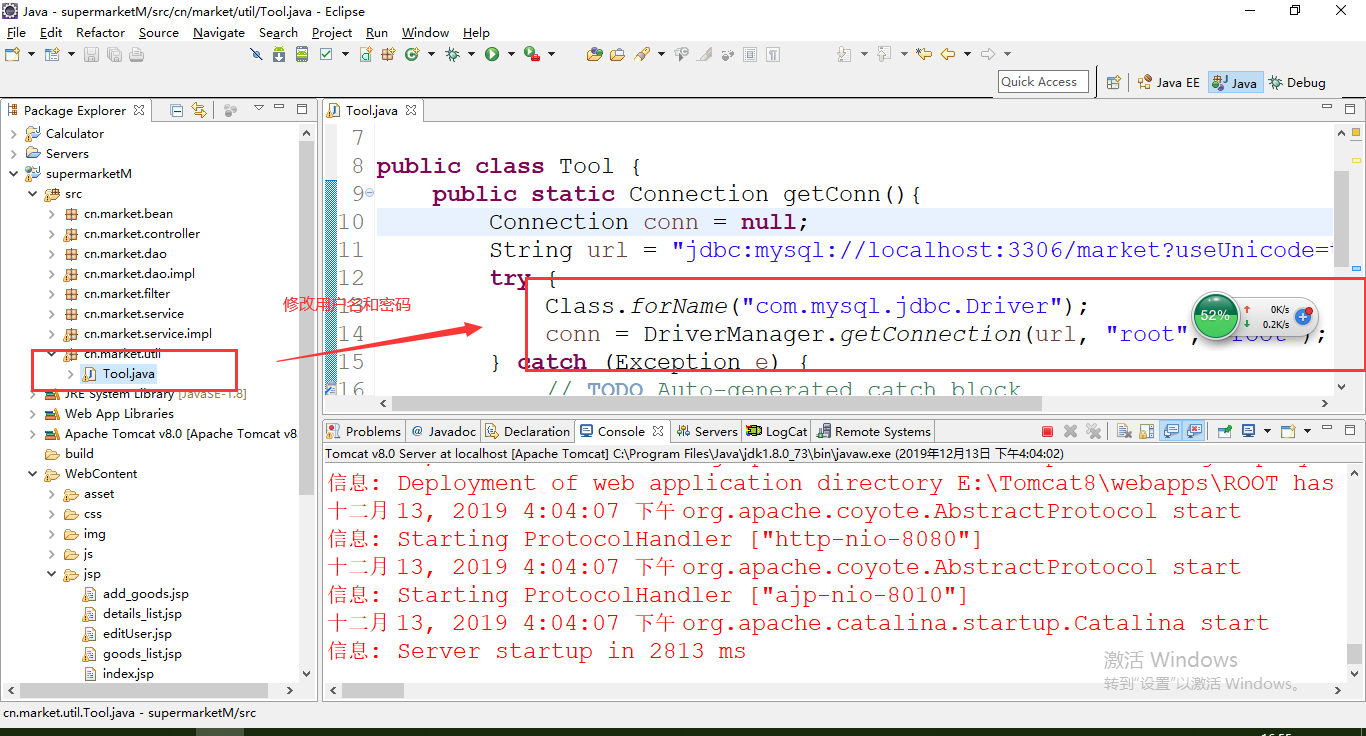 Java - supermarketM/src/cn/market/util/Tool.java - Eclipse
File Edit Refactor Source Navigate Search Project Run Window Help
Quick Access
Java EE Java Debug
Package Explorer
Calculator
Servers
supermarketM
src
cn.market.bean
cn.market.controller
cn.market.dao
cn.market.dao.impl
cn.market.filter
cn.market.service
cn.market.service.impl
cn.market.util
Tool.java
JRE System Library [JavaSE-1.8]
Web App Libraries
Apache Tomcat v8.0 [Apache Tomcat v8
build
WebContent
asset
css
img
js
jsp
add_goods.jsp
details_list.jsp
editUser.jsp
goods_list.jsp
index.jsp
修改用户名和密码
Tool.java
7
8 public class Tool {
9 public static Connection getConn(){
10 Connection conn = null;
11 String url = "jdbc:mysql://localhost:3306/market?useUnicode=
12 try {
13 Class.forName("com.mysql.jdbc.Driver");
14 conn = DriverManager.getConnection(url, "root", "root");
15 } catch (Exception e) {
16 // TODO Auto-generated catch block
52%
0K/s
0.2K/s
Problems @ Javadoc Declaration Console Servers LogCat Remote Systems
Tomcat v8.0 Server at localhost [Apache Tomcat] C:\Program Files\Java\jdk1.8.0_73\bin\javaw.exe (2019年12月13日 下午4:04:02)
信息: Deployment of web application directory E:\Tomcat8\webapps\ROOT has
十二月 13, 2019 4:04:07 下午 org.apache.coyote.AbstractProtocol start
信息: Starting ProtocolHandler ["http-nio-8080"]
十二月 13, 2019 4:04:07 下午 org.apache.coyote.AbstractProtocol start
信息: Starting ProtocolHandler ["ajp-nio-8010"]
十二月 13, 2019 4:04:07 下午 org.apache.catalina.startup.Catalina start
信息: Server startup in 2813 ms
激活 Windows
转到"设置"以激活 Windows。
cn.market.util.Tool.java - supermarketM/src